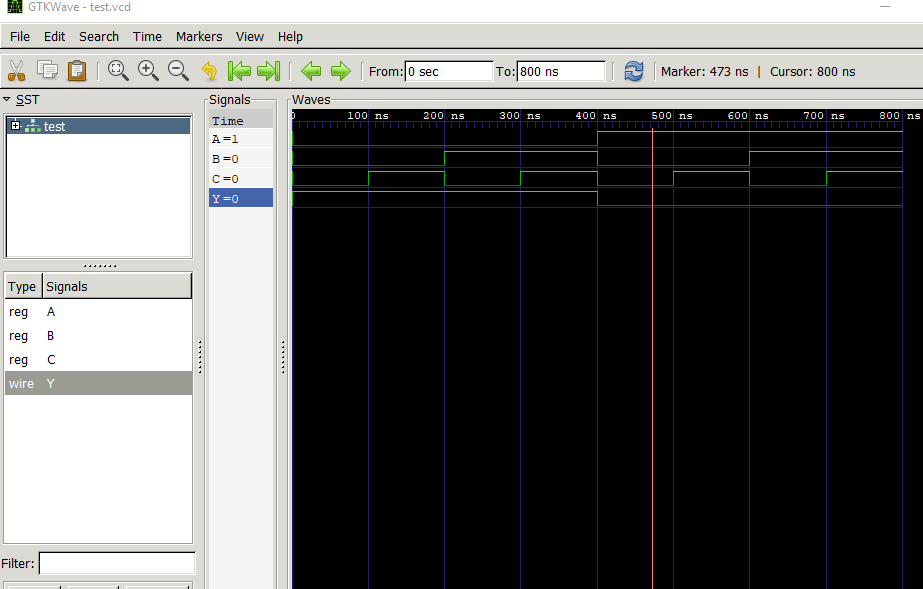 GTKWave - test.vcd
File Edit Search Time Markers View Help
From: 0 sec To: 800 ns Marker: 473 ns | Cursor: 800 ns
SST
test
Type Signals
reg A
reg B
reg C
wire Y
Filter:
Signals
Time
A=1
B=0
C=0
Y=0
Waves
0 100 ns 200 ns 300 ns 400 ns 500 ns 600 ns 700 ns 800 ns